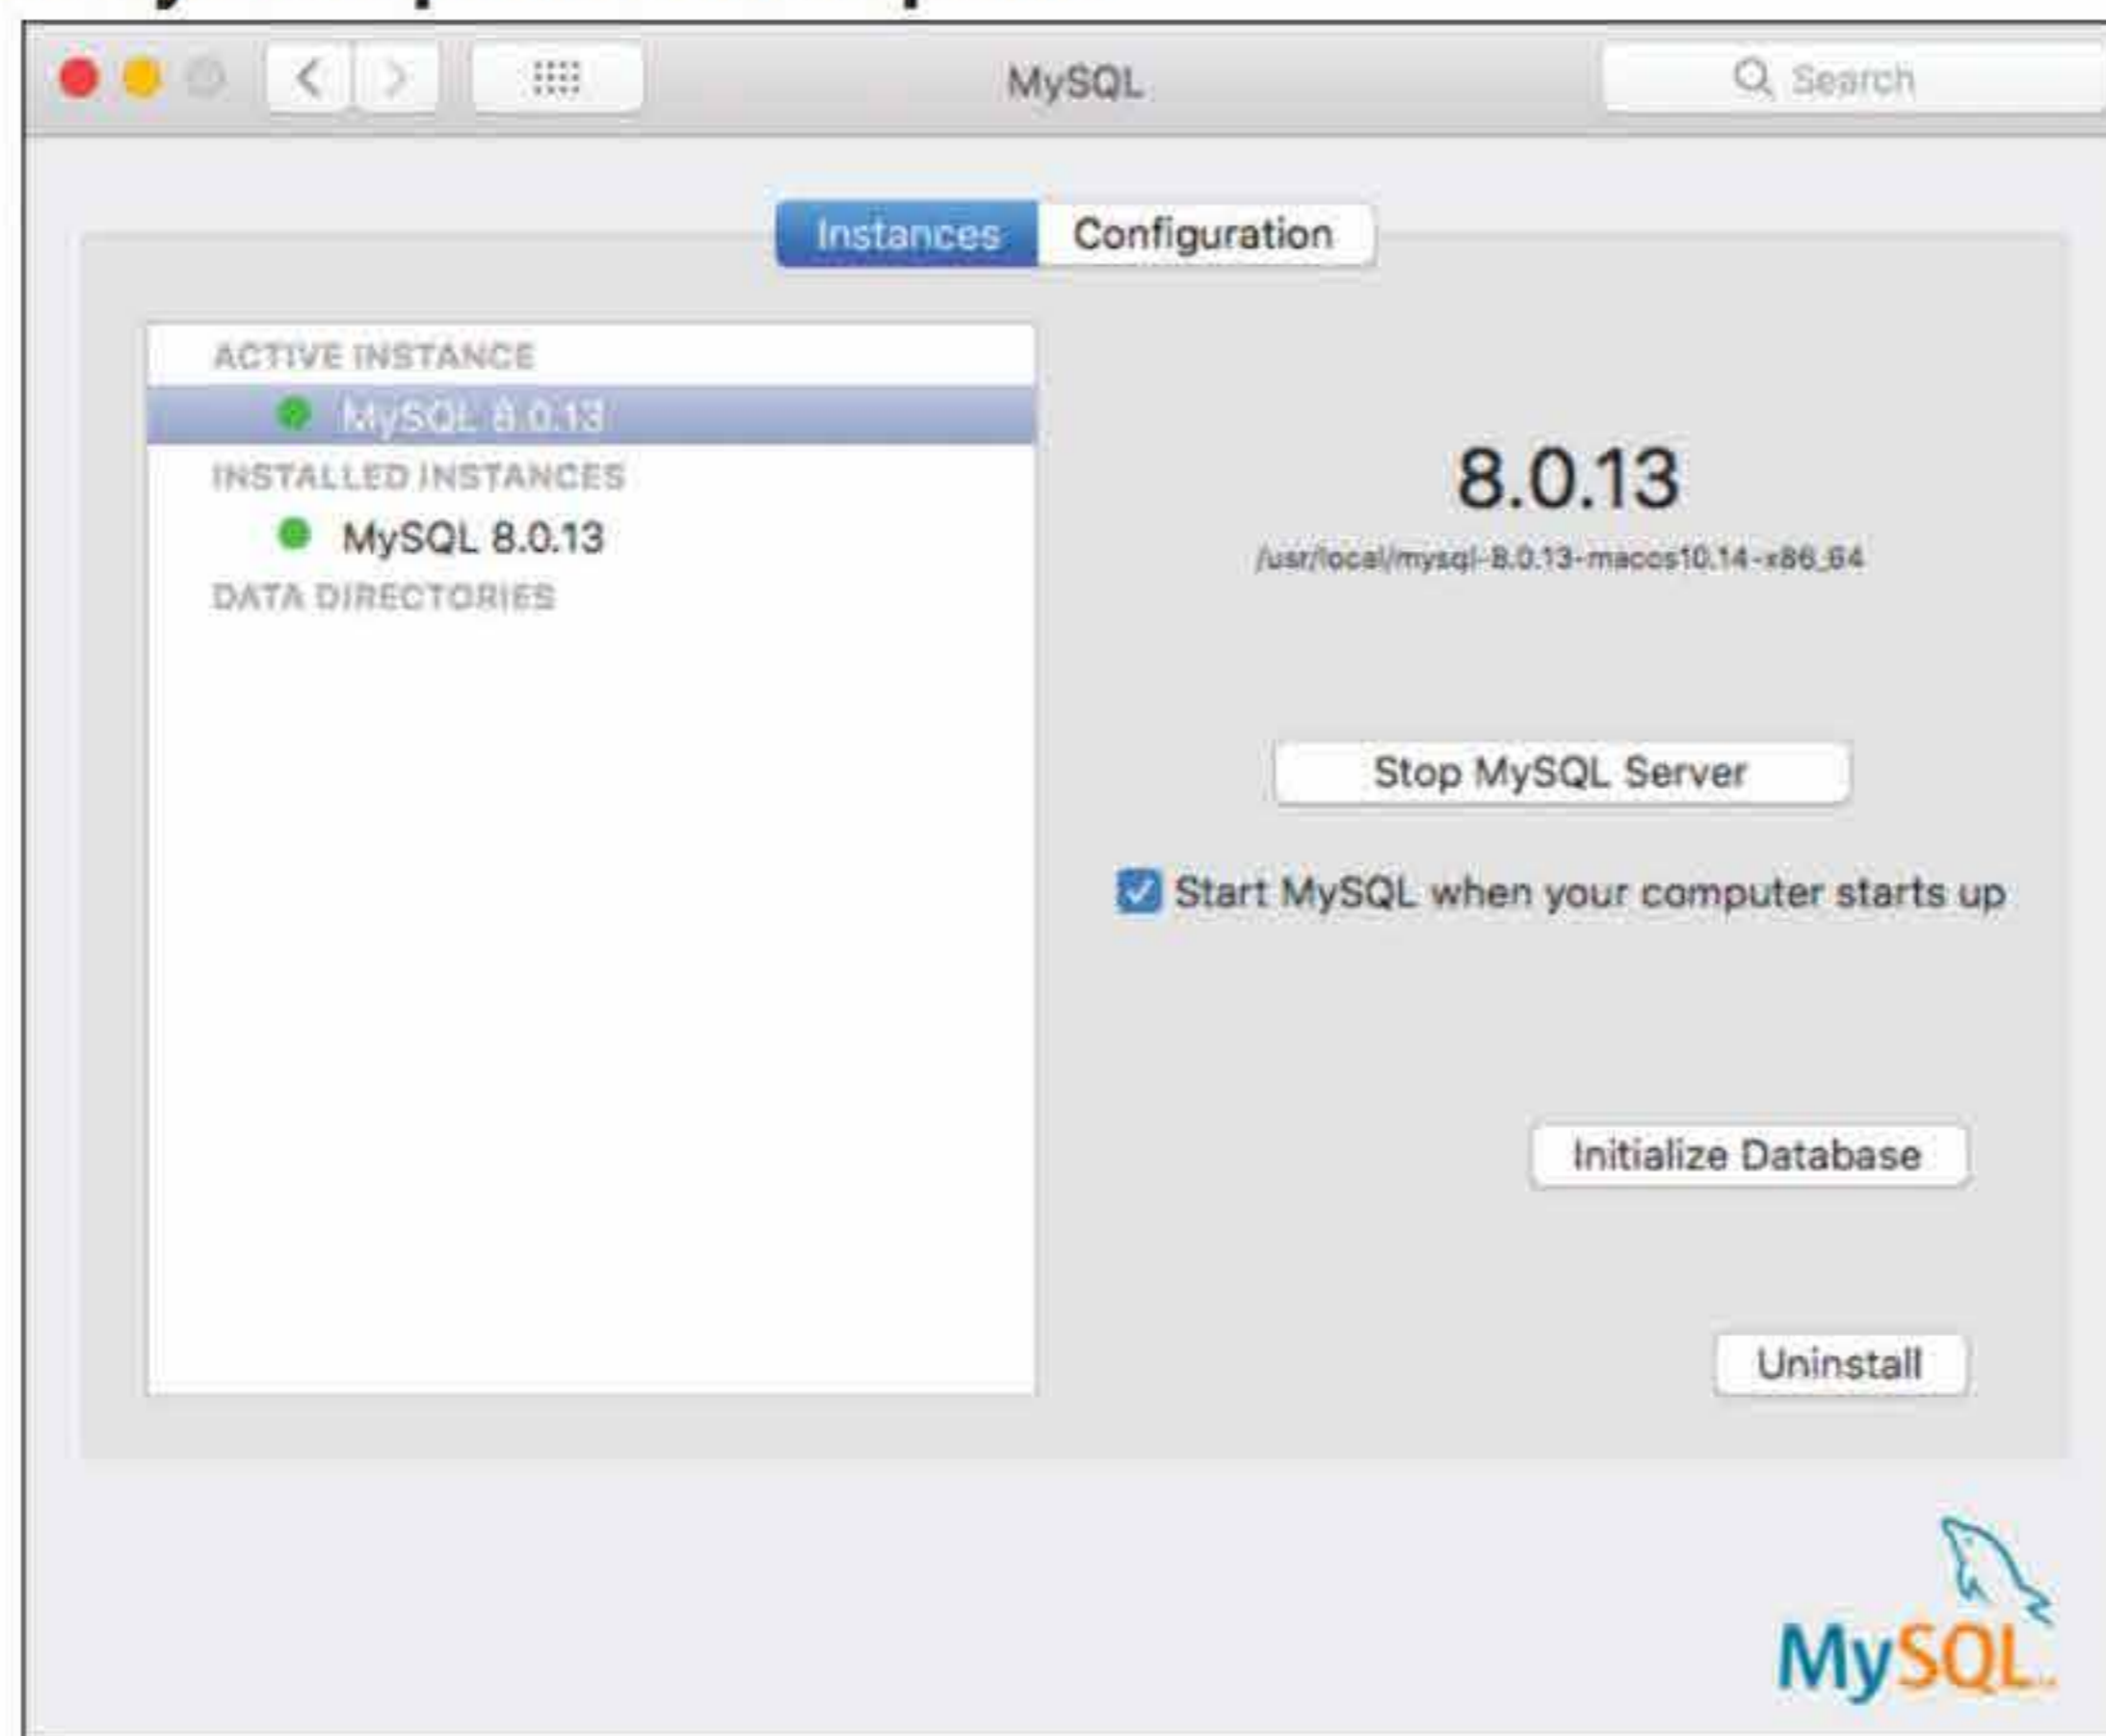 MySQL
Search
Instances Configuration
ACTIVE INSTANCE
MySQL 8.0.13
INSTALLED INSTANCES
MySQL 8.0.13
DATA DIRECTORIES
8.0.13
/usr/local/mysql-8.0.13-macos10.14-x86_64
Stop MySQL Server
Start MySQL when your computer starts up
Initialize Database
Uninstall
MySQL